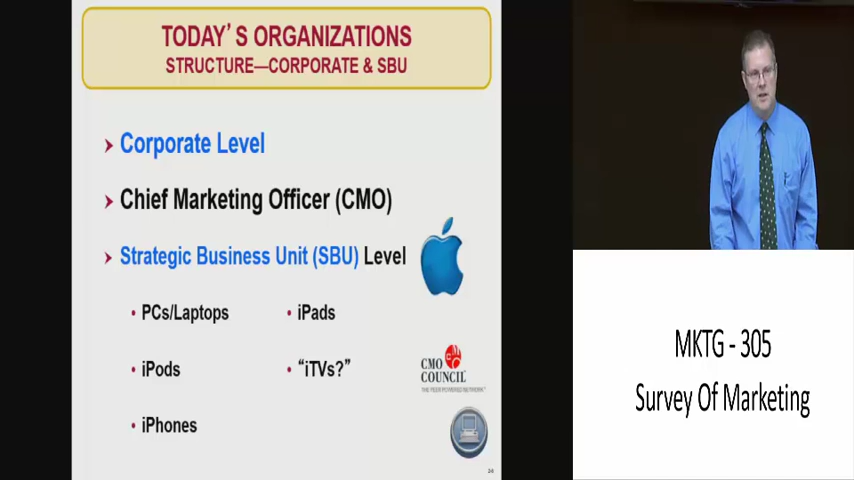 TODAY'S ORGANIZATIONS
STRUCTURE—CORPORATE & SBU
Corporate Level
Chief Marketing Officer (CMO)
Strategic Business Unit (SBU) Level
PCs/Laptops
iPads
iPods
“iTVs?”
iPhones
CMO
COUNCIL
MKTG - 305
Survey Of Marketing